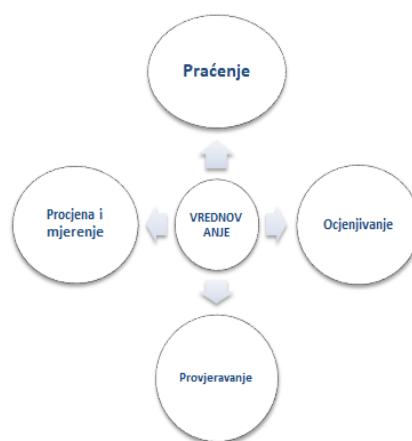 Praćenje
Procjena i
mjerenje
VREDNOV
ANJE
Ocjenjivanje
Provjeravanje